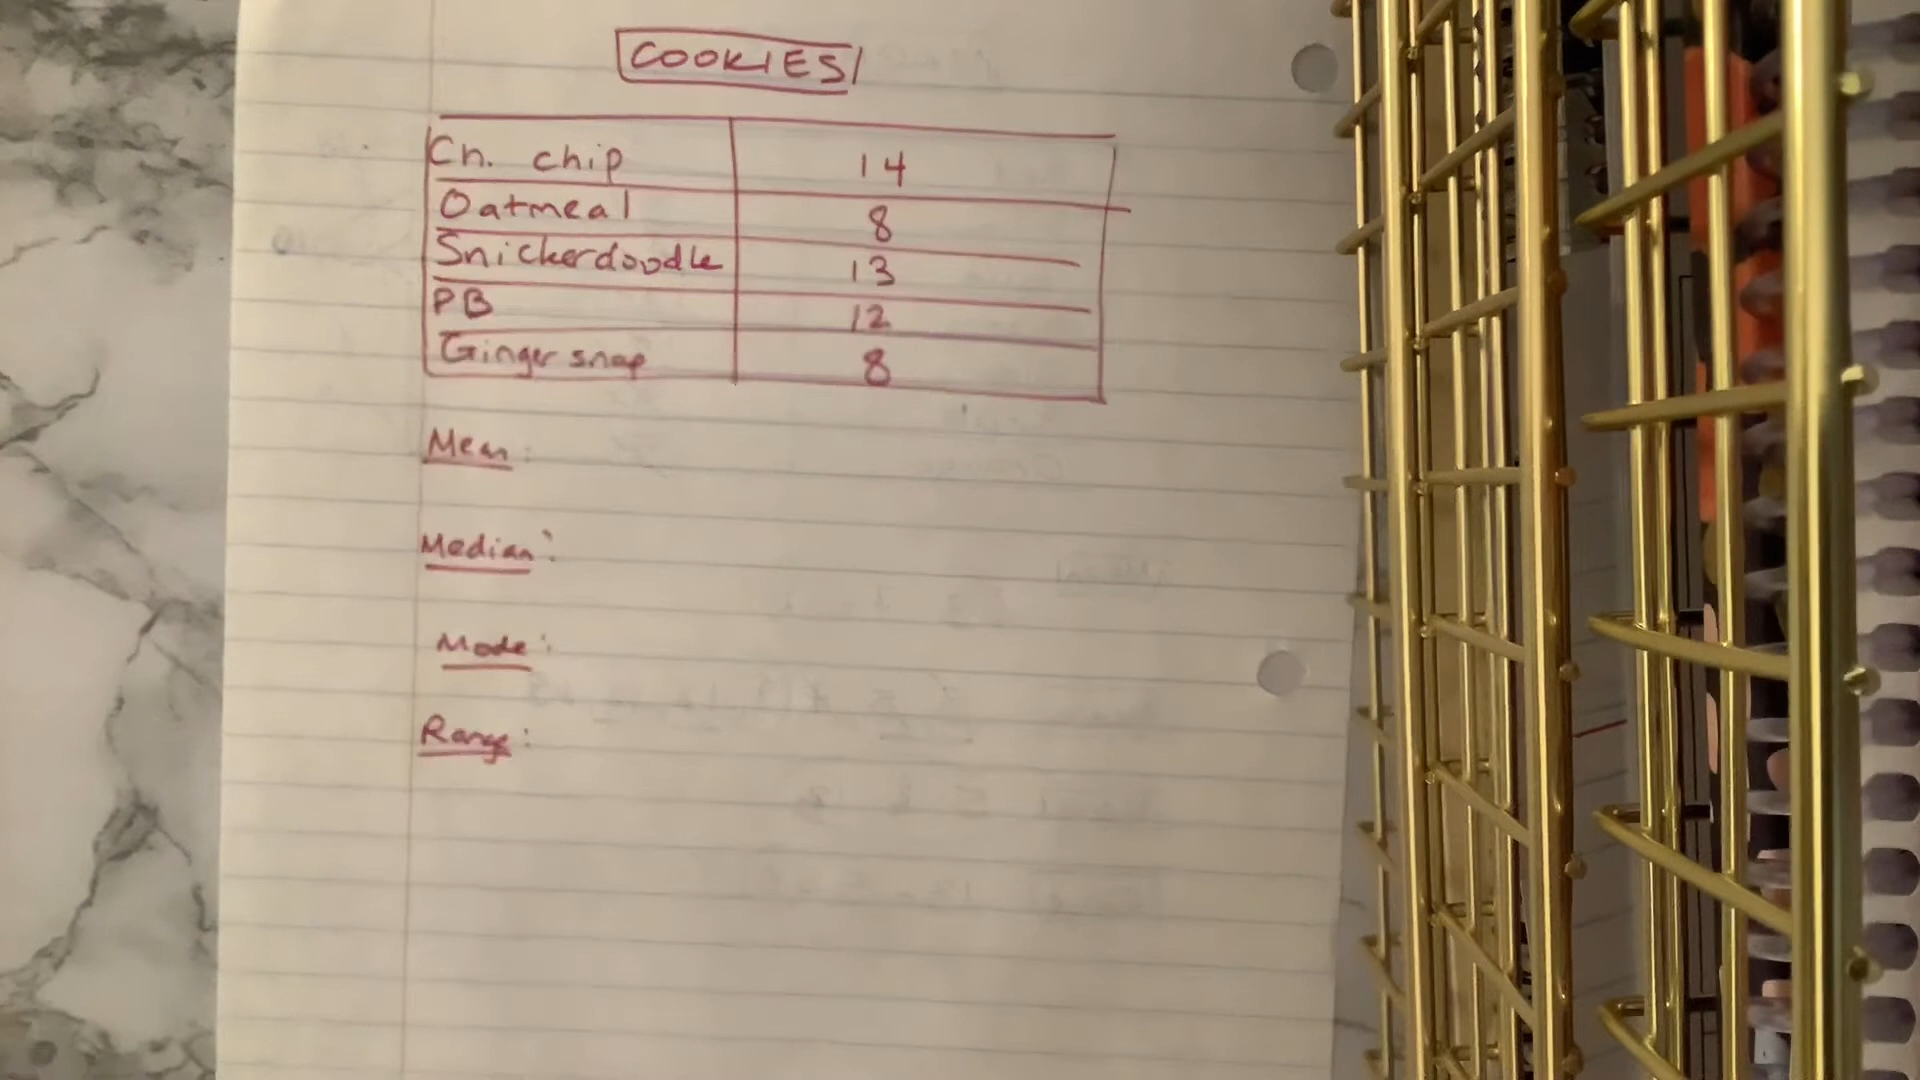 COOKIES
Ch. chip 14
Oatmeal 8
Snickerdoodle 13
PB 12
Ginger snap 8
Mean:
Median:
Mode:
Range: